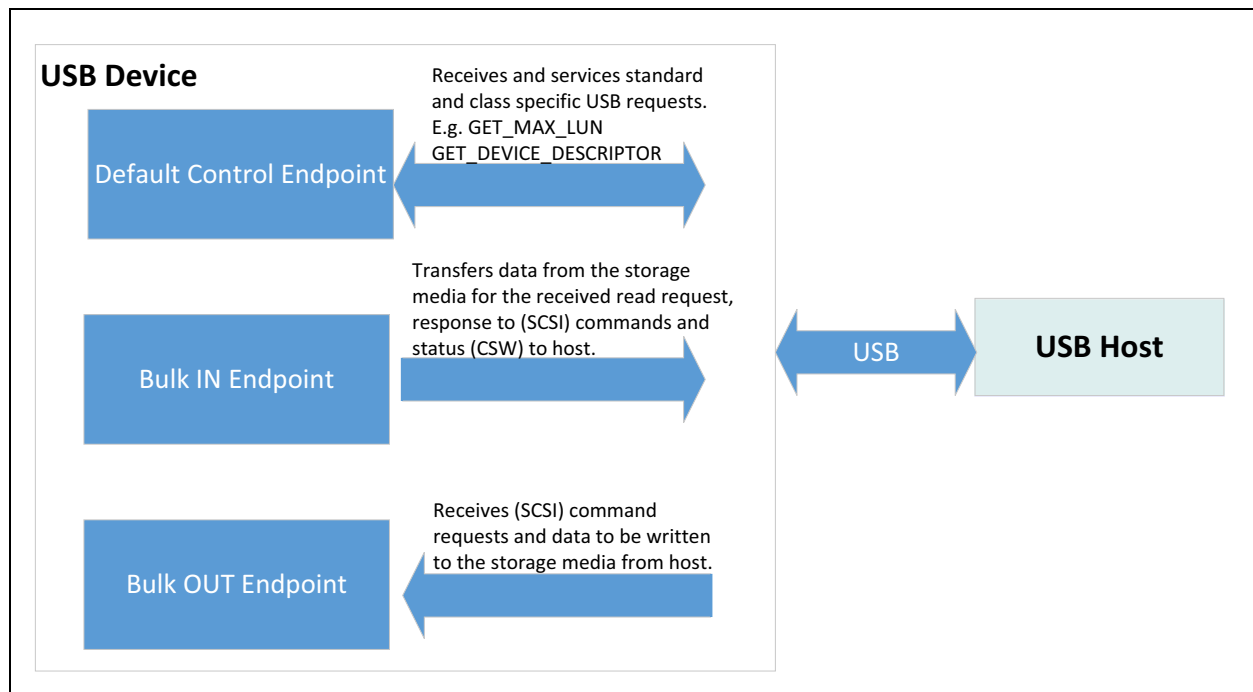 USB Device
Receives and services standard
and class specific USB requests.
E.g. GET_MAX_LUN
GET_DEVICE_DESCRIPTOR
Default Control Endpoint
Transfers data from the storage
media for the received read request,
response to (SCSI) commands and
status (CSW) to host.
Bulk IN Endpoint
USB
USB Host
Receives (SCSI) command
requests and data to be written
to the storage media from host.
Bulk OUT Endpoint